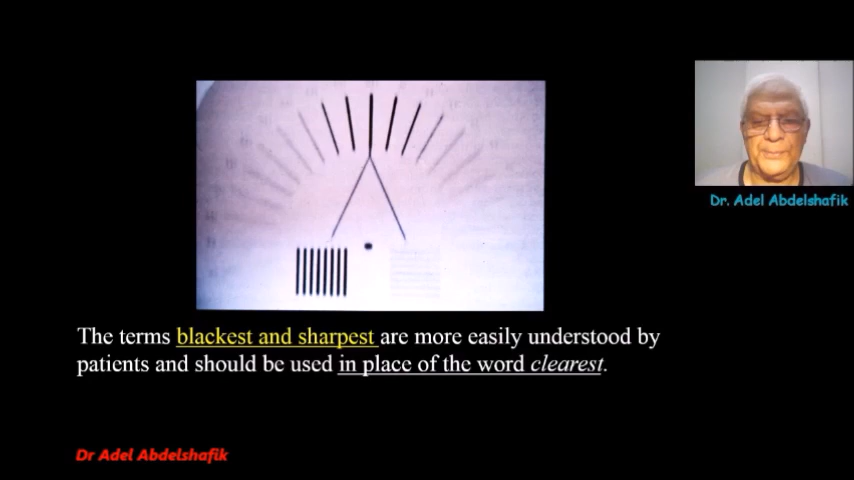 Dr. Adel Abdelshafik
The terms blackest and sharpest are more easily understood by
patients and should be used in place of the word clearest.
Dr Adel Abdelshafik